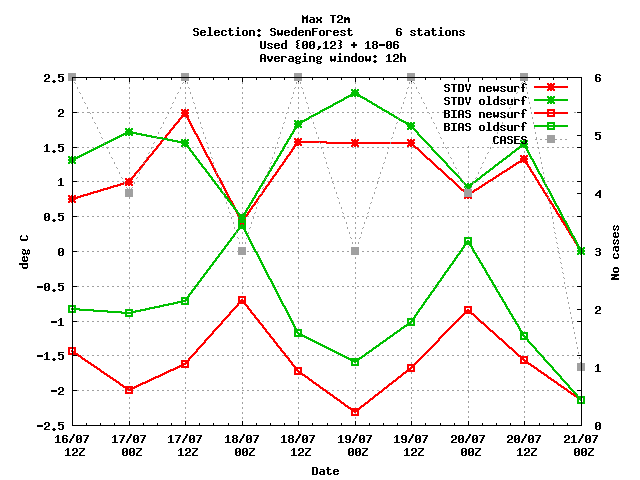 Max T2m
Selection: SwedenForest 6 stations
Used {00,12} + 18-06
Averaging window: 12h
STDV newsurf
STDV oldsurf
BIAS newsurf
BIAS oldsurf
CASES
deg C
2.5
2
1.5
1
0.5
0
-0.5
-1
-1.5
-2
-2.5
6
5
4
3
2
1
0
No cases
16/07 17/07 17/07 18/07 18/07 19/07 19/07 20/07 20/07 21/07
12Z 00Z 12Z 00Z 12Z 00Z 12Z 00Z 12Z 00Z
Date